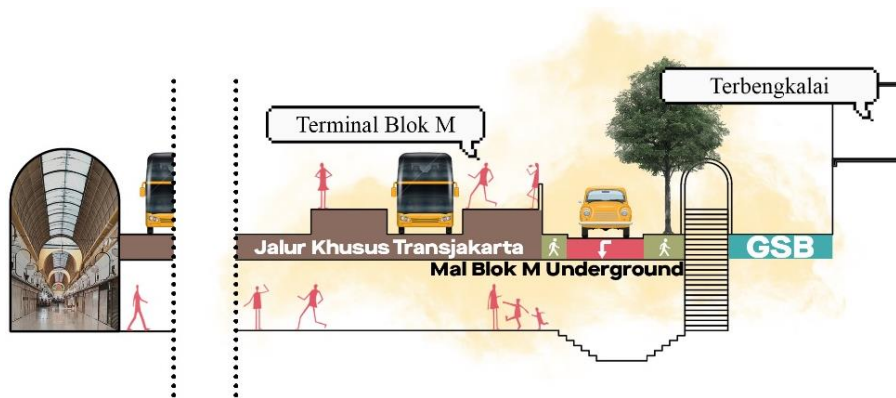 Terbengkalai
Terminal Blok M
Jalur Khusus Transjakarta
GSB
Mal Blok M Underground